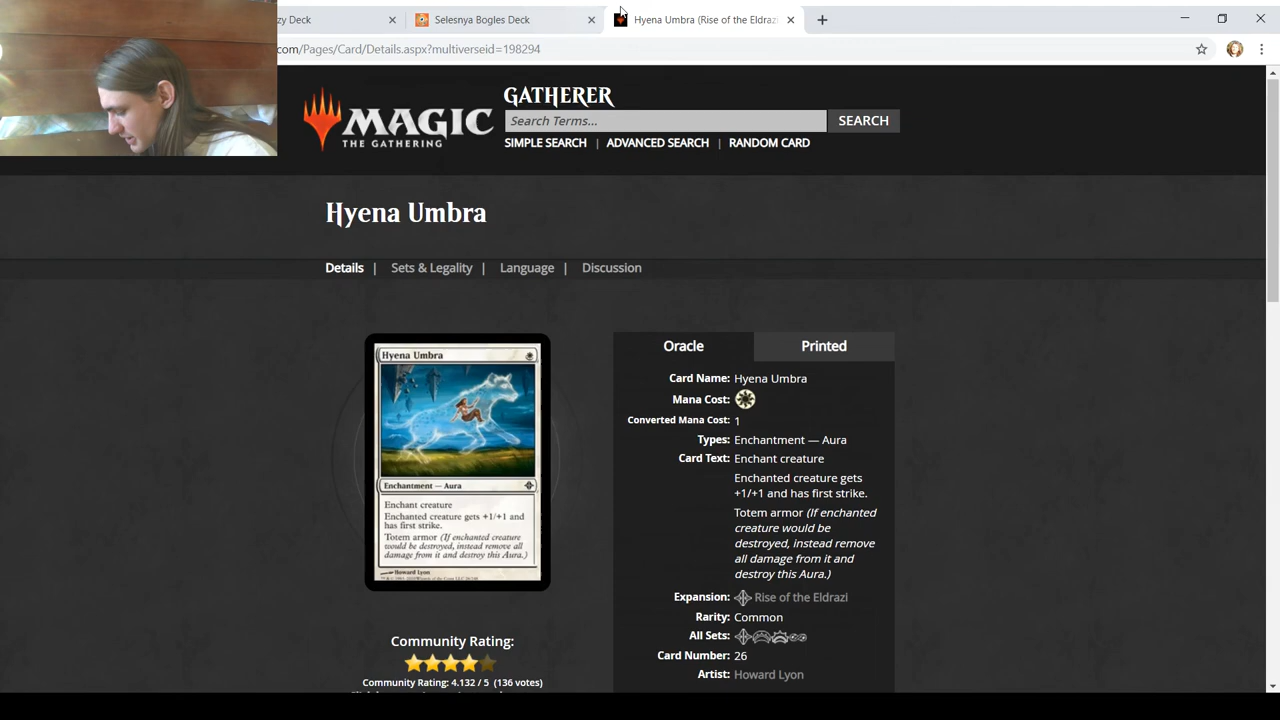 zy Deck
Selesnya Bogles Deck
Hyena Umbra (Rise of the Eldrazi
com/Pages/Card/Details.aspx?multiverseid=198294
MAGIC
THE GATHERING
GATHERER
Search Terms...
SEARCH
SIMPLE SEARCH | ADVANCED SEARCH | RANDOM CARD
Hyena Umbra
Details | Sets & Legality | Language | Discussion
Hyena Umbra
Enchantment — Aura
Enchant creature
Enchanted creature gets +1/+1 and
has first strike.
Totem armor (If enchanted creature
would be destroyed, instead remove all
damage from it and destroy this Aura.)
Howard Lyon
Community Rating:
Community Rating: 4.132 / 5 (136 votes)
Oracle
Printed
Card Name: Hyena Umbra
Mana Cost:
Converted Mana Cost: 1
Types: Enchantment — Aura
Card Text: Enchant creature
Enchanted creature gets
+1/+1 and has first strike.
Totem armor (If enchanted
creature would be
destroyed, instead remove
all damage from it and
destroy this Aura.)
Expansion: Rise of the Eldrazi
Rarity: Common
All Sets:
Card Number: 26
Artist: Howard Lyon